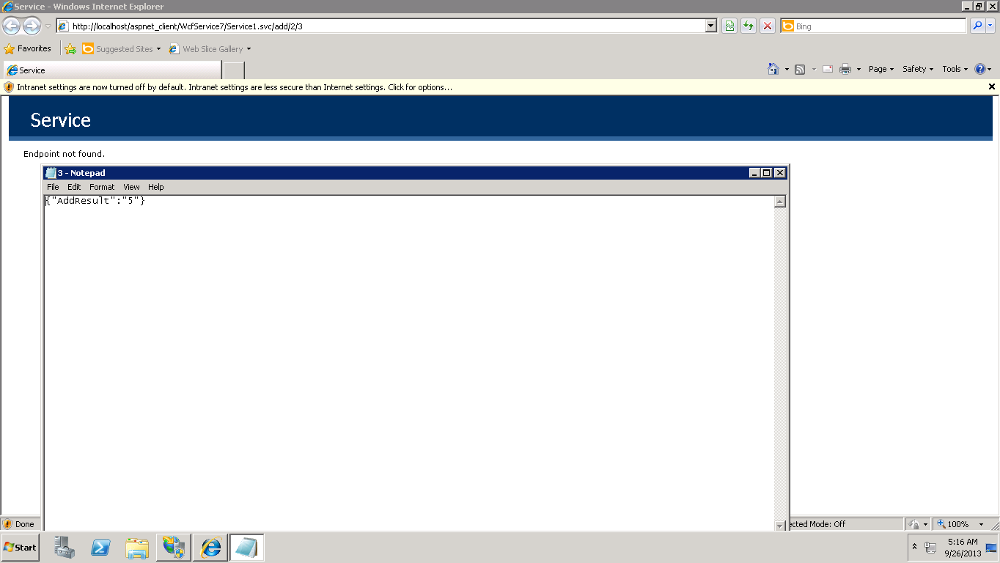 Service - Windows Internet Explorer
http://localhost/aspnet_client/WcfService7/Service1.svc/add/2/3
Bing
Favorites
Suggested Sites
Web Slice Gallery
Service
Page
Safety
Tools
Intranet settings are now turned off by default. Intranet settings are less secure than Internet settings. Click for options...
Service
Endpoint not found.
3 - Notepad
File Edit Format View Help
{"AddResult":"5"}
Done
ected Mode: Off
100%
Start
5:16 AM
9/26/2013